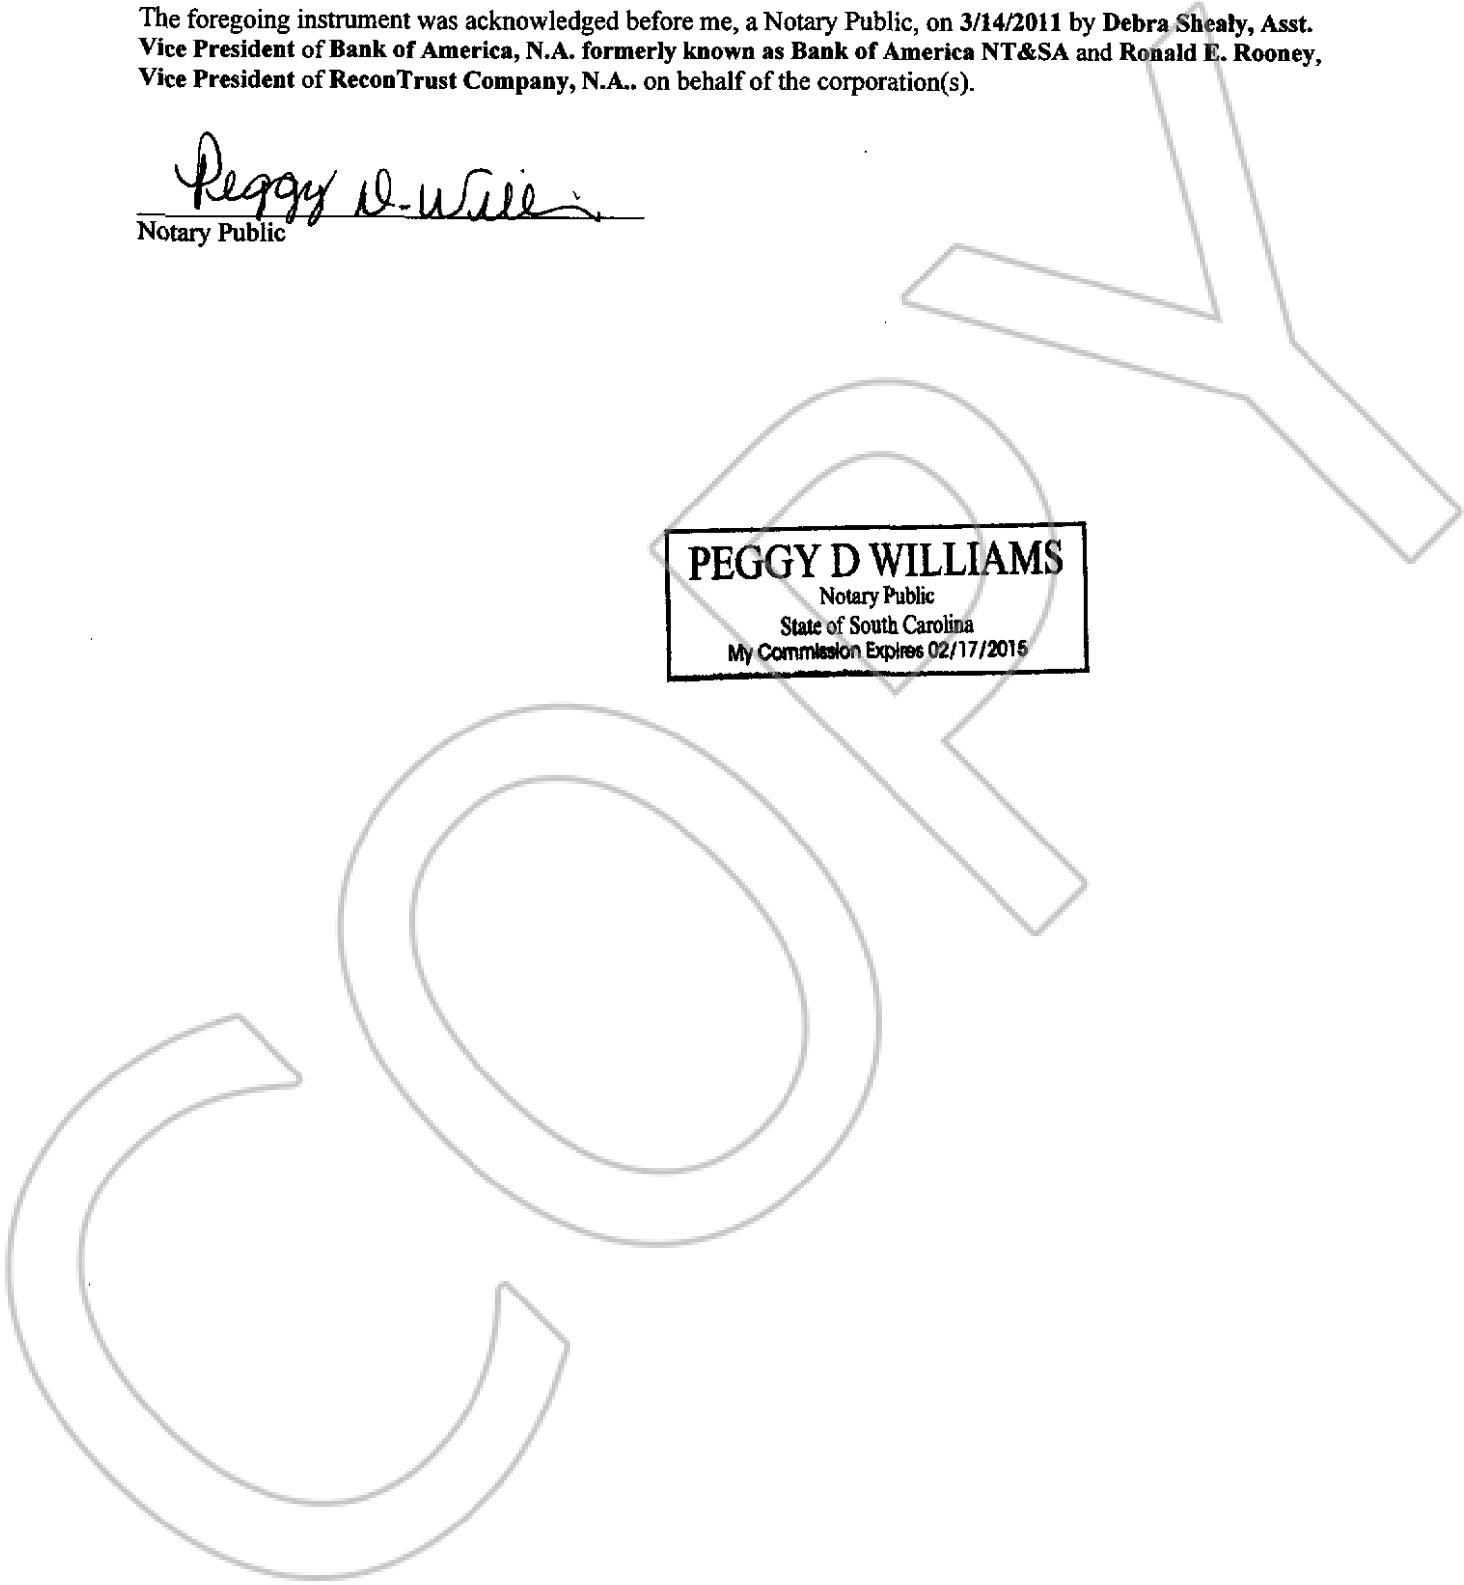 The foregoing instrument was acknowledged before me, a Notary Public, on 3/14/2011 by Debra Shealy, Asst.
Vice President of Bank of America, N.A. formerly known as Bank of America NT&SA and Ronald E. Rooney,
Vice President of ReconTrust Company, N.A.. on behalf of the corporation(s).
Peggy D. Willi
Notary Public
PEGGY D WILLIAMS
Notary Public
State of South Carolina
My Commission Expires 02/17/2015
COPY